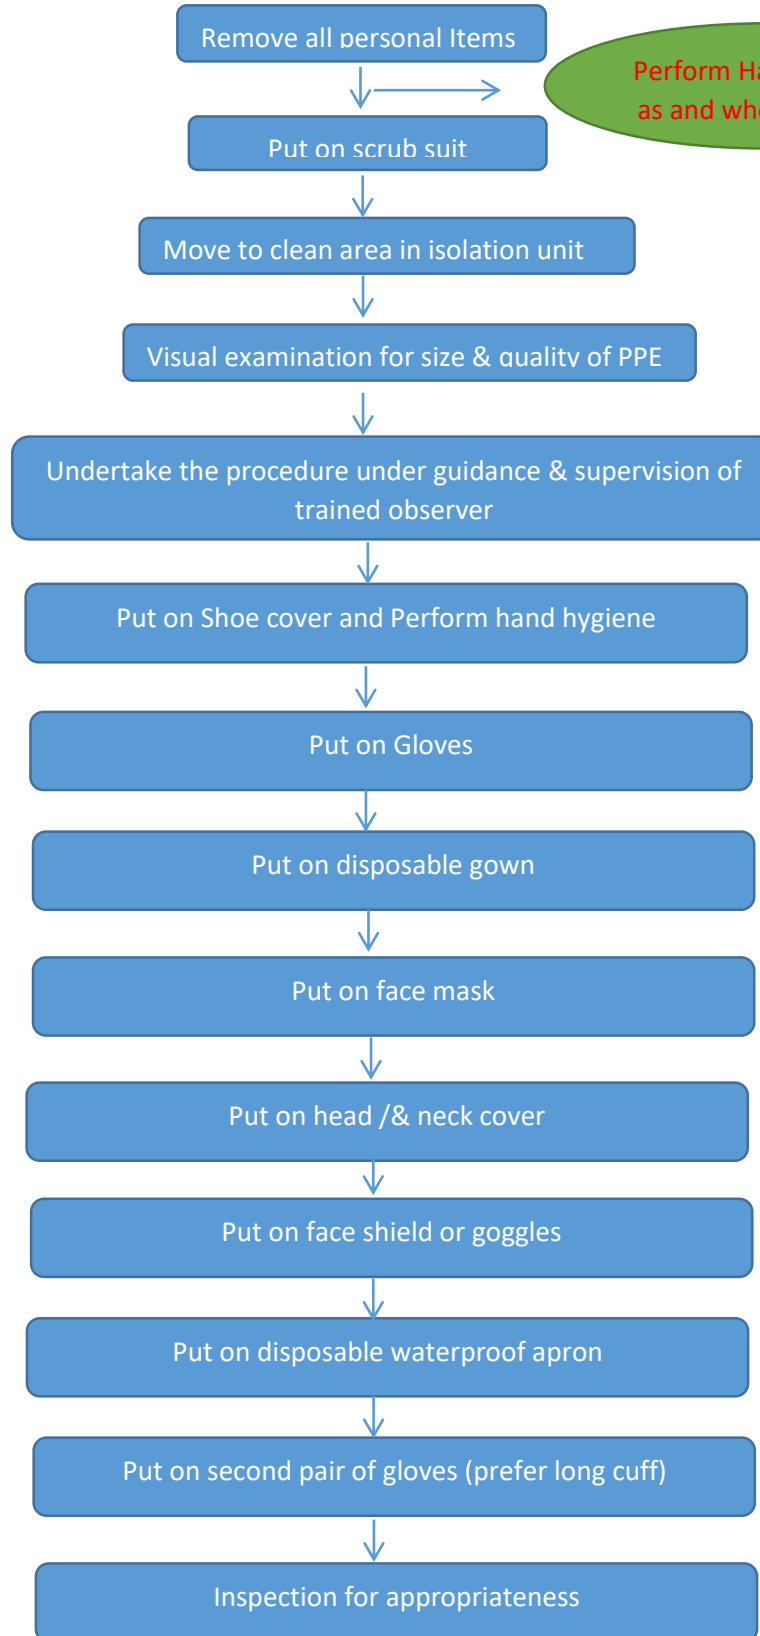 Remove all personal Items
Perform Ha
as and whe
Put on scrub suit
Move to clean area in isolation unit
Visual examination for size & quality of PPE
Undertake the procedure under guidance & supervision of
trained observer
Put on Shoe cover and Perform hand hygiene
Put on Gloves
Put on disposable gown
Put on face mask
Put on head /& neck cover
Put on face shield or goggles
Put on disposable waterproof apron
Put on second pair of gloves (prefer long cuff)
Inspection for appropriateness